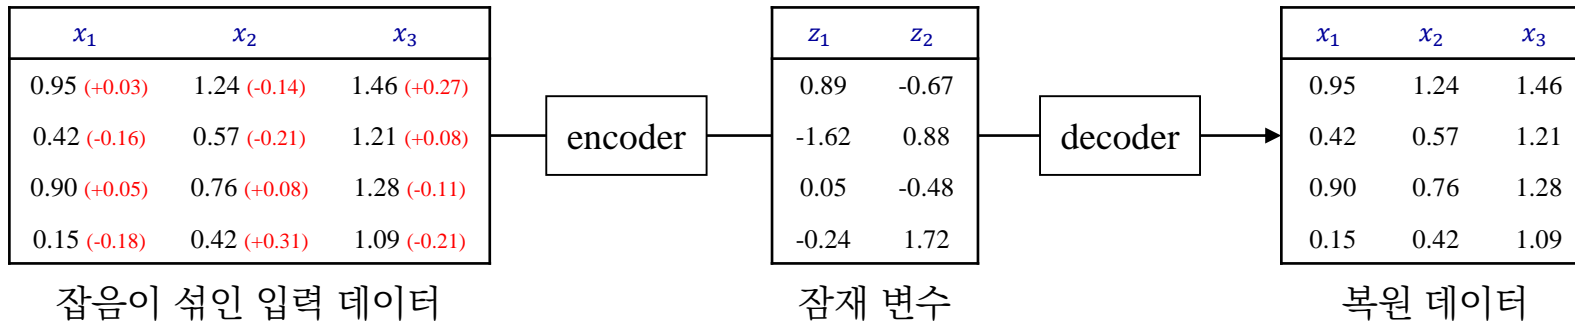 x₁ x₂ x₃ z₁ z₂ x₁ x₂ x₃
0.95 (+0.03) 1.24 (-0.14) 1.46 (+0.27) 0.89 -0.67 0.95 1.24 1.46
0.42 (-0.16) 0.57 (-0.21) 1.21 (+0.08) encoder -1.62 0.88 decoder 0.42 0.57 1.21
0.90 (+0.05) 0.76 (+0.08) 1.28 (-0.11) 0.05 -0.48 0.90 0.76 1.28
0.15 (-0.18) 0.42 (+0.31) 1.09 (-0.21) -0.24 1.72 0.15 0.42 1.09
잡음이 섞인 입력 데이터 잠재 변수 복원 데이터